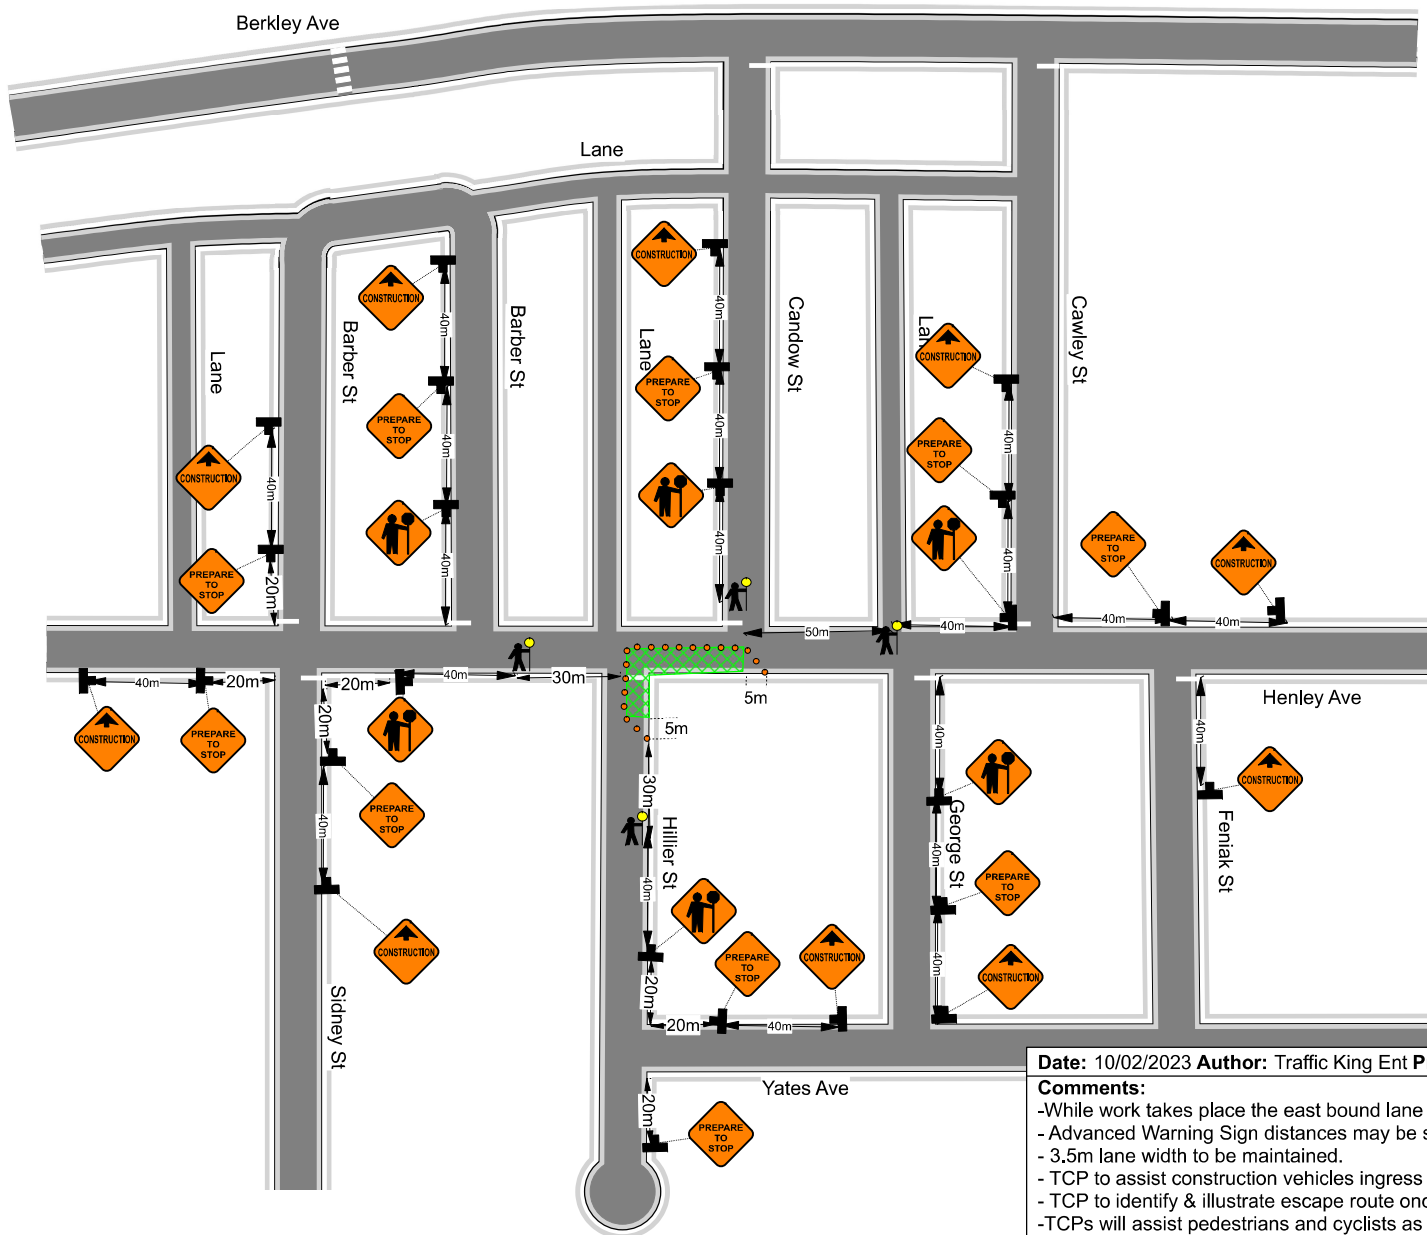 Berkley Ave
Lane
CONSTRUCTION
40m
PREPARE
TO
STOP
20m
Lane
Barber St
CONSTRUCTION
40m
PREPARE
TO
STOP
40m
40m
Barber St
CONSTRUCTION
40m
Lane
PREPARE
TO
STOP
40m
40m
Candow St
CONSTRUCTION
40m
PREPARE
TO
STOP
40m
Cawley St
PREPARE
TO
STOP
CONSTRUCTION
50m
40m
40m
40m
40m
20m
CONSTRUCTION
PREPARE
TO
STOP
20m
40m
30m
5m
5m
20m
40m
PREPARE
TO
STOP
CONSTRUCTION
Sidney St
30m
Hillier St
40m
20m
PREPARE
TO
STOP
CONSTRUCTION
20m
40m
40m
George St
40m
PREPARE
TO
STOP
40m
CONSTRUCTION
Henley Ave
40m
CONSTRUCTION
Feniak St
Yates Ave
20m
PREPARE
TO
STOP
Date: 10/02/2023 Author: Traffic King Ent P
Comments:
-While work takes place the east bound lane
- Advanced Warning Sign distances may be s
- 3.5m lane width to be maintained.
- TCP to assist construction vehicles ingress
- TCP to identify & illustrate escape route onc
-TCPs will assist pedestrians and cyclists as